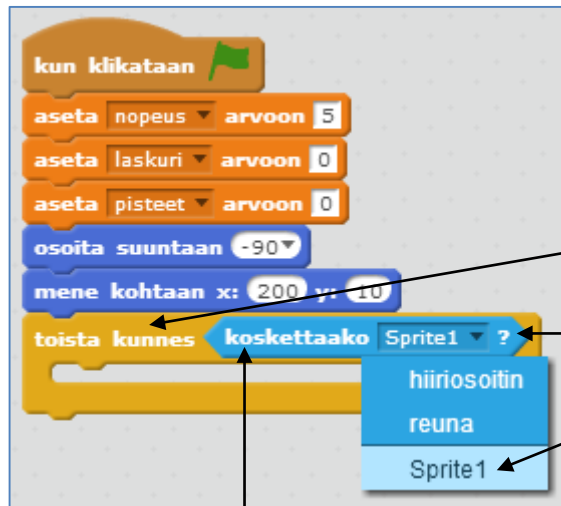 kun klikataan
aseta nopeus arvoon 5
aseta laskuri arvoon 0
aseta pisteet arvoon 0
osoita suuntaan -90
mene kohtaan x: 200 y: 10
toista kunnes koskettaako Sprite1 ?
hiiriosoitin
reuna
Sprite1